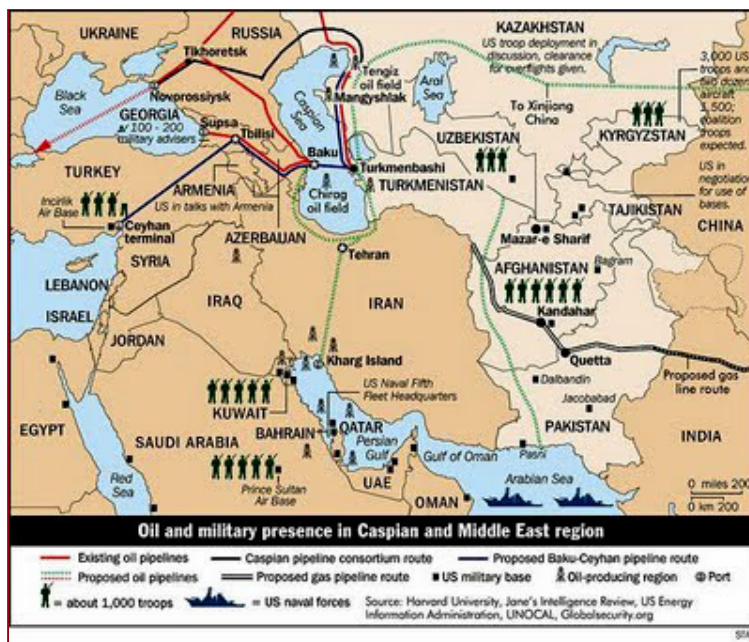 UKRAINE
RUSSIA
KAZAKHSTAN
US troop deployment in
discussion, clearance
for overflights given.
3,000 US
troops and
two dozen
aircraft
1,500;
coalition
troops
expected.
Tikhoretsk
Tengiz
oil field
Mangyshlak
Aral
Sea
Black
Sea
Novorossiysk
Caspian
Sea
To Xinjiang
China
GEORGIA
100 - 200
military advisers
Supsa
Tbilisi
UZBEKISTAN
KYRGYZSTAN
Baku
Turkmenbashi
TURKEY
ARMENIA
US in talks with Armenia
Chirag
oil field
TURKMENISTAN
US in
negotiation
for use of
bases.
TAJIKISTAN
CHINA
Incirlik
Air Base
Ceyhan
terminal
AZERBAIJAN
Tehran
Mazar-e Sharif
SYRIA
AFGHANISTAN
Bagram
LEBANON
ISRAEL
IRAQ
IRAN
Kandahar
JORDAN
Kharg Island
Quetta
Proposed gas
line route
KUWAIT
US Naval Fifth
Fleet Headquarters
Dalbandin
Jacobabad
EGYPT
SAUDI ARABIA
BAHRAIN
QATAR
Persian
Gulf
PAKISTAN
INDIA
Gulf of Oman
Pasni
Red
Sea
Prince Sultan
Air Base
UAE
OMAN
Arabian Sea
0 miles 200
0 km 200
Oil and military presence in Caspian and Middle East region
Existing oil pipelines
Caspian pipeline consortium route
Proposed Baku-Ceyhan pipeline route
Proposed oil pipelines
Proposed gas pipeline route
US military base
Oil-producing region
Port
= about 1,000 troops
= US naval forces
Source: Harvard University, Jane's Intelligence Review, US Energy
Information Administration, UNOCAL, Globalsecurity.org